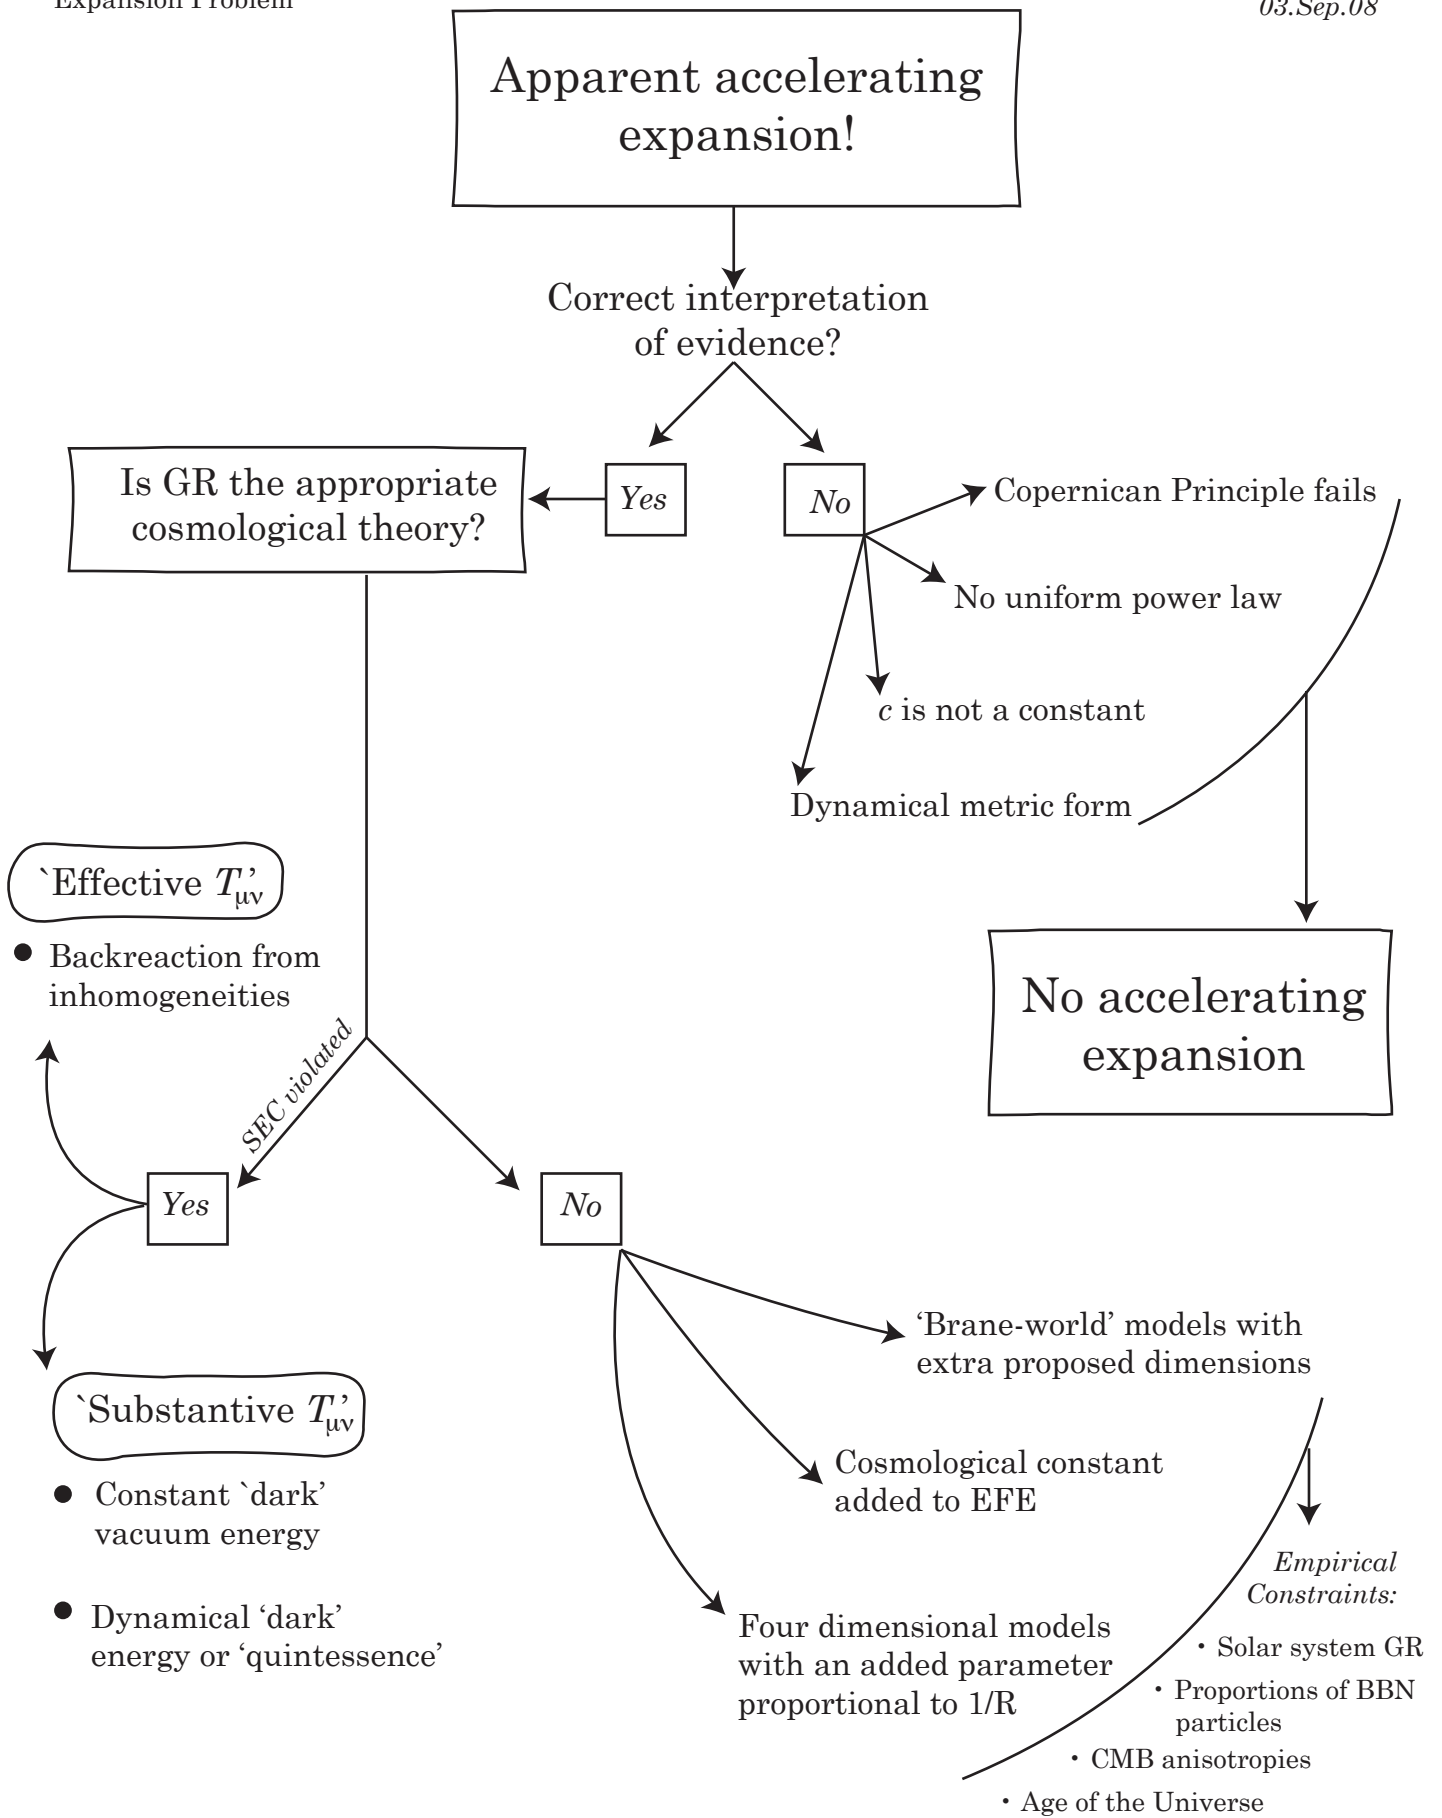 Expansion Problem
03.Sep.08
Apparent accelerating
expansion!
Correct interpretation
of evidence?
Yes
No
Is GR the appropriate
cosmological theory?
Copernican Principle fails
No uniform power law
c is not a constant
Dynamical metric form
No accelerating
expansion
`Effective Tμν’
Backreaction from
inhomogeneities
SEC violated
Yes
No
`Substantive Tμν’
Constant `dark’
vacuum energy
Dynamical ‘dark’
energy or ‘quintessence’
‘Brane-world’ models with
extra proposed dimensions
Cosmological constant
added to EFE
Four dimensional models
with an added parameter
proportional to 1/R
Empirical
Constraints:
· Solar system GR
· Proportions of BBN
particles
· CMB anisotropies
· Age of the Universe